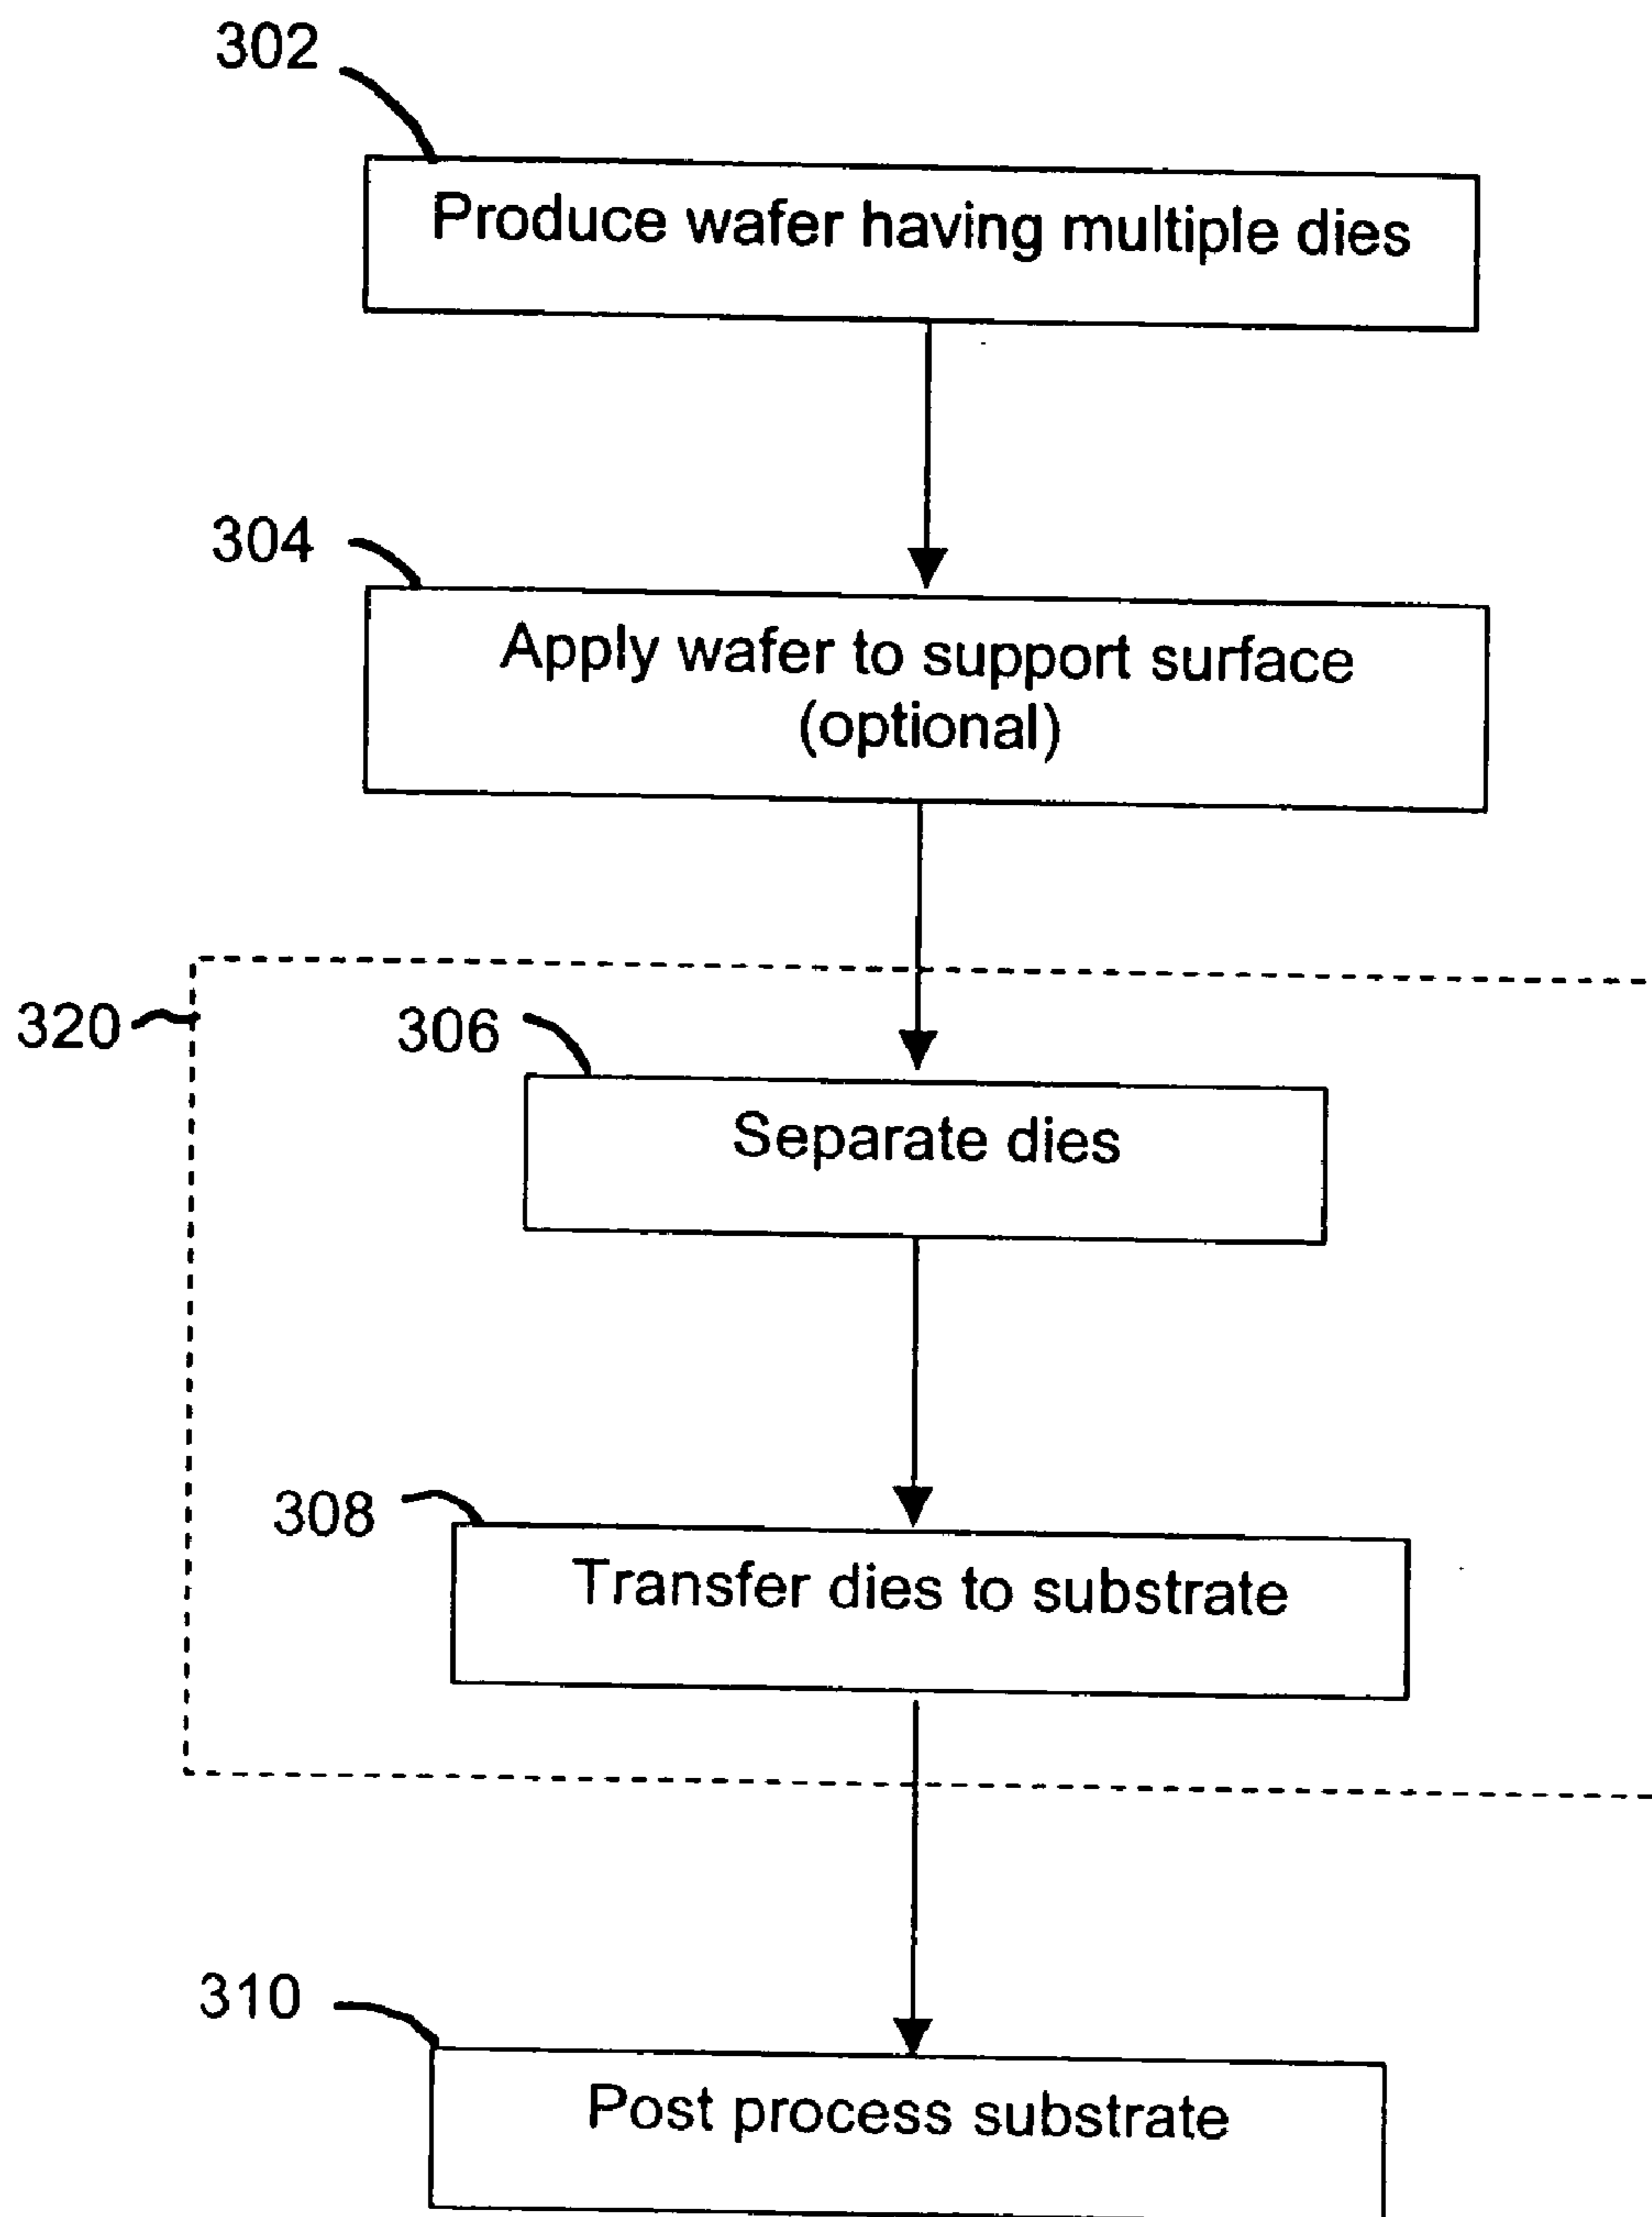 302
Produce wafer having multiple dies
304
Apply wafer to support surface
(optional)
320
306
Separate dies
308
Transfer dies to substrate
310
Post process substrate